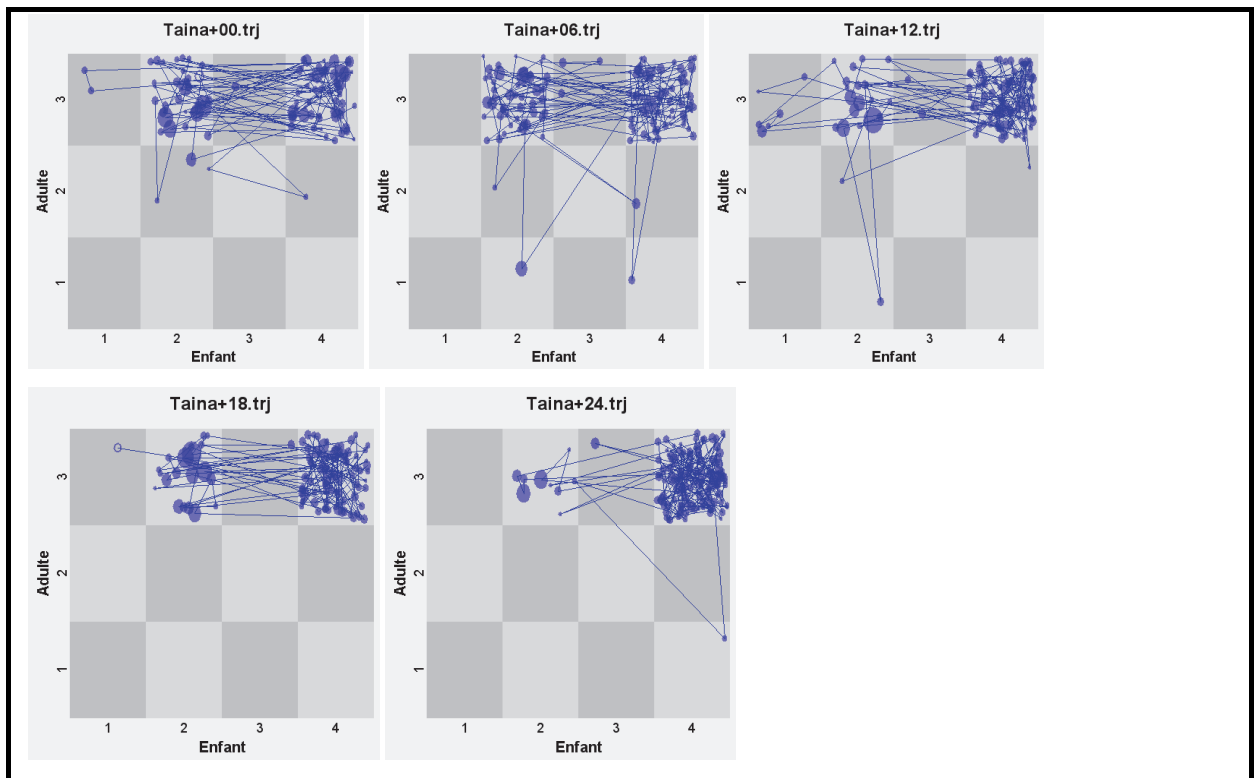 Taina+00.trj
Adulte
3
2
1
1 2 3 4
Enfant
Taina+06.trj
Adulte
3
2
1
1 2 3 4
Enfant
Taina+12.trj
Adulte
3
2
1
1 2 3 4
Enfant
Taina+18.trj
Adulte
3
2
1
1 2 3 4
Enfant
Taina+24.trj
Adulte
3
2
1
1 2 3 4
Enfant